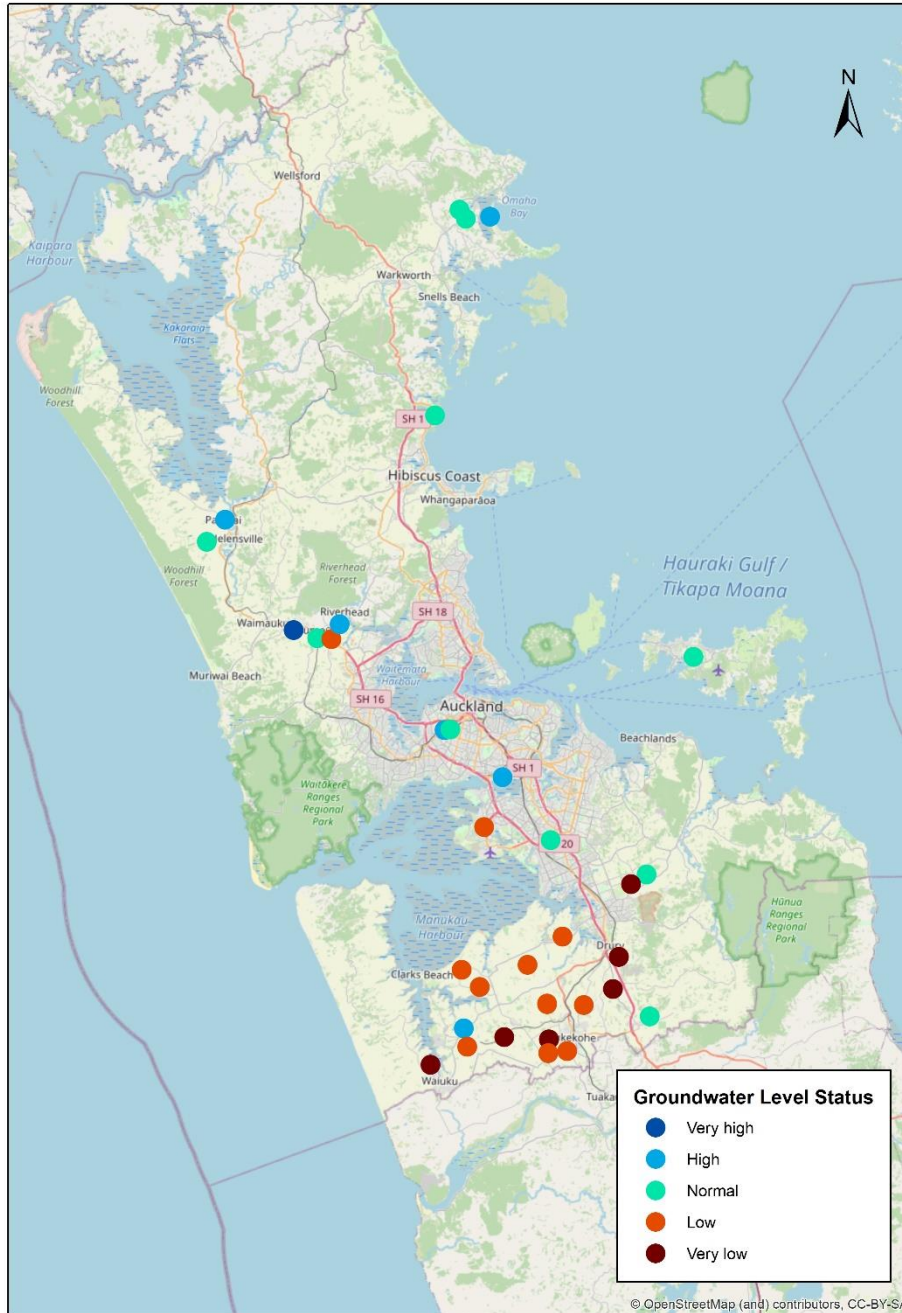 N
Wellsford
Omaha
Bay
Kaipara
Harbour
Warkworth
Snells Beach
Kakaraia
Flats
Woodhill
Forest
SH 1
Hibiscus Coast
Whangaparāoa
Helensville
Woodhill
Forest
Riverhead
Forest
Hauraki Gulf /
Tīkapa Moana
SH 18
Riverhead
Waimauku
Muriwai Beach
Waitematā
Harbour
SH 16
Auckland
Beachlands
SH 1
Waitākere
Ranges
Regional
Park
20
Manukau
Harbour
Hūnua
Ranges
Regional
Park
Drury
Clarks Beach
Waiuku
Groundwater Level Status
Very high
High
Normal
Low
Very low
© OpenStreetMap (and) contributors, CC-BY-SA